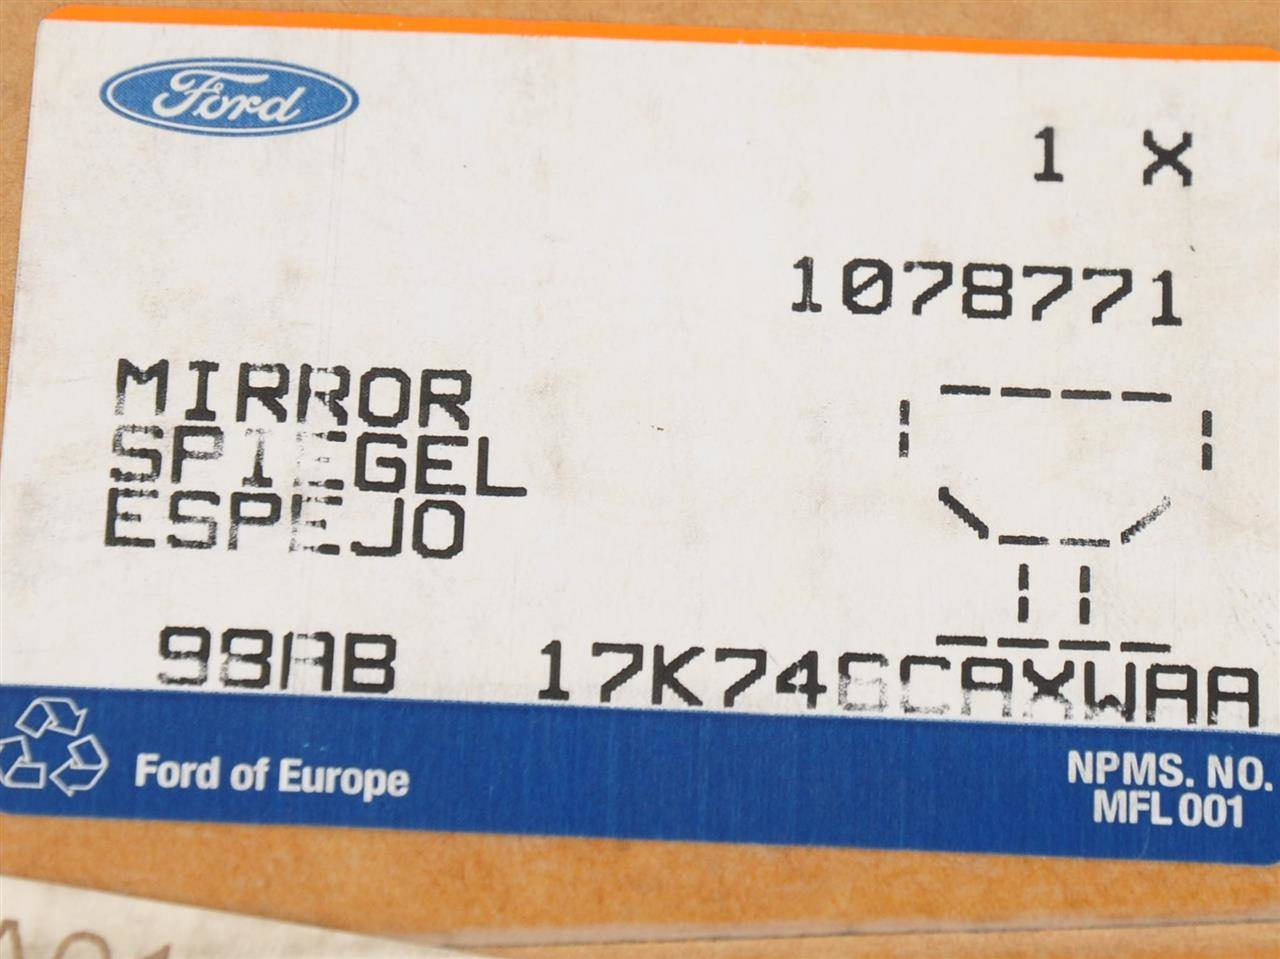 Ford
1 X
1078771
MIRROR
SPIEGEL
ESPEJO
98AB 17K746CAXWAA
Ford of Europe
NPMS. NO.
MFL 001